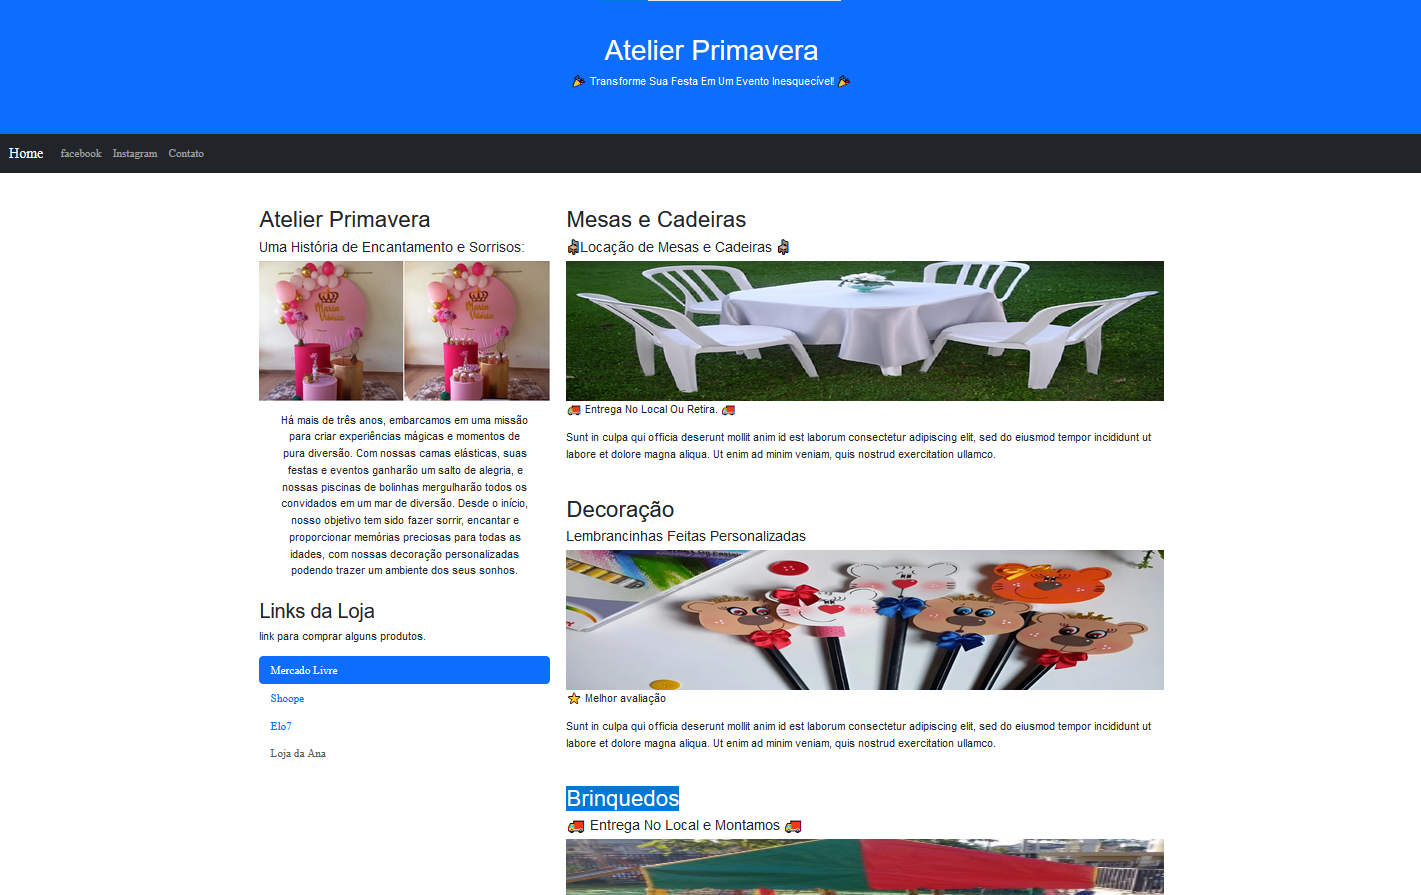 Atelier Primavera
Transforme Sua Festa Em Um Evento Inesquecível!
Home facebook Instagram Contato
Atelier Primavera
Uma História de Encantamento e Sorrisos:
Maria Vitória
Maria Vitória
Há mais de três anos, embarcamos em uma missão
para criar experiências mágicas e momentos de
pura diversão. Com nossas camas elásticas, suas
festas e eventos ganharão um salto de alegria, e
nossas piscinas de bolinhas mergulharão todos os
convidados em um mar de diversão. Desde o início,
nosso objetivo tem sido fazer sorrir, encantar e
proporcionar memórias preciosas para todas as
idades, com nossas decoração personalizadas
podendo trazer um ambiente dos seus sonhos.
Links da Loja
link para comprar alguns produtos.
Mercado Livre
Shoope
Elo7
Loja da Ana
Mesas e Cadeiras
Locação de Mesas e Cadeiras
Entrega No Local Ou Retira.
Sunt in culpa qui officia deserunt mollit anim id est laborum consectetur adipiscing elit, sed do eiusmod tempor incididunt ut
labore et dolore magna aliqua. Ut enim ad minim veniam, quis nostrud exercitation ullamco.
Decoração
Lembrancinhas Feitas Personalizadas
Melhor avaliação
Sunt in culpa qui officia deserunt mollit anim id est laborum consectetur adipiscing elit, sed do eiusmod tempor incididunt ut
labore et dolore magna aliqua. Ut enim ad minim veniam, quis nostrud exercitation ullamco.
Brinquedos
Entrega No Local e Montamos